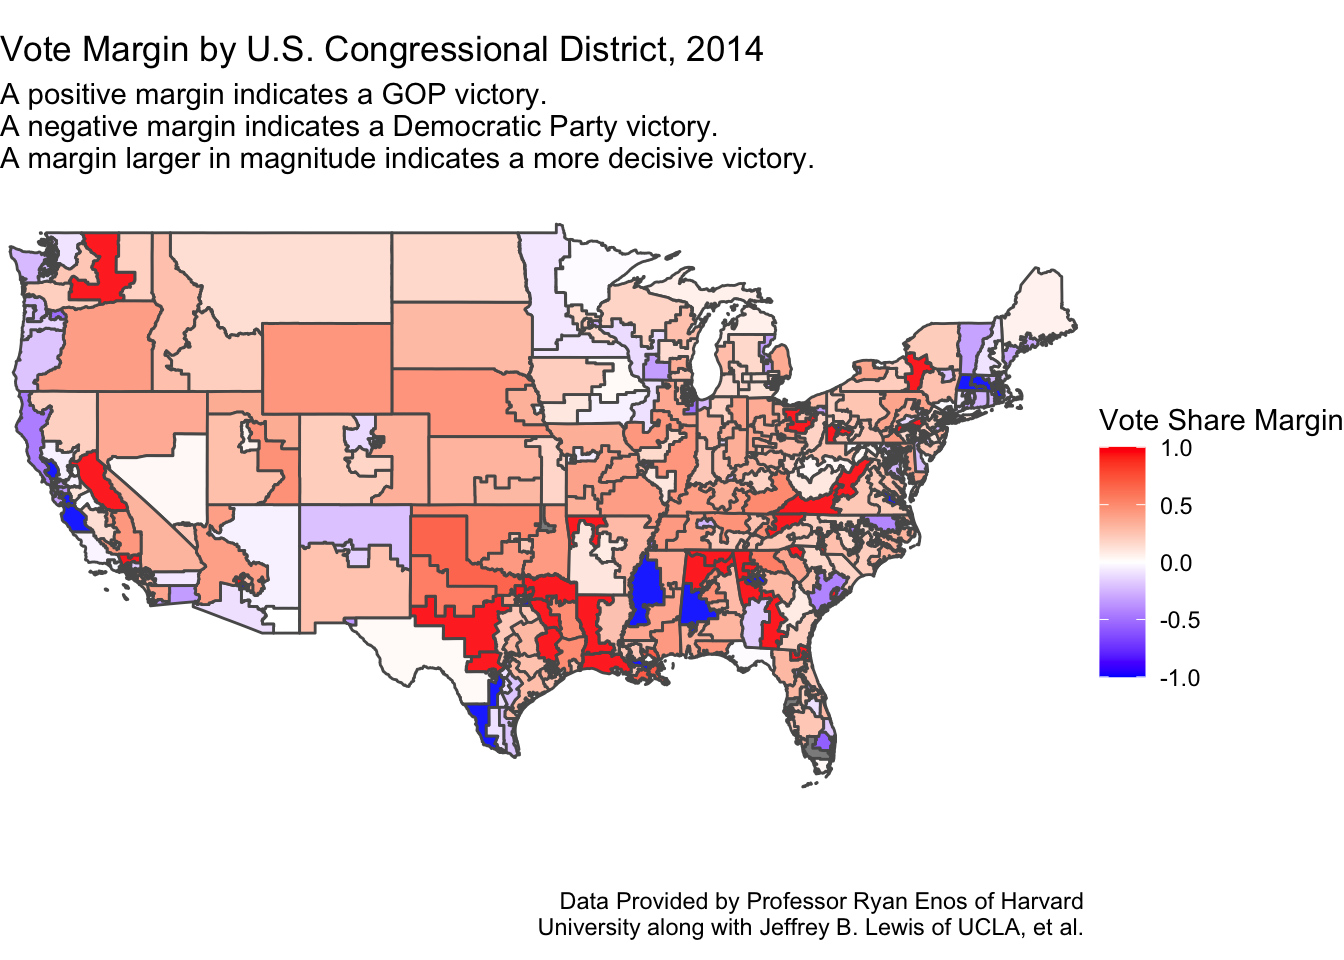 Vote Margin by U.S. Congressional District, 2014
A positive margin indicates a GOP victory.
A negative margin indicates a Democratic Party victory.
A margin larger in magnitude indicates a more decisive victory.
Vote Share Margin
1.0
0.5
0.0
-0.5
-1.0
Data Provided by Professor Ryan Enos of Harvard
University along with Jeffrey B. Lewis of UCLA, et al.